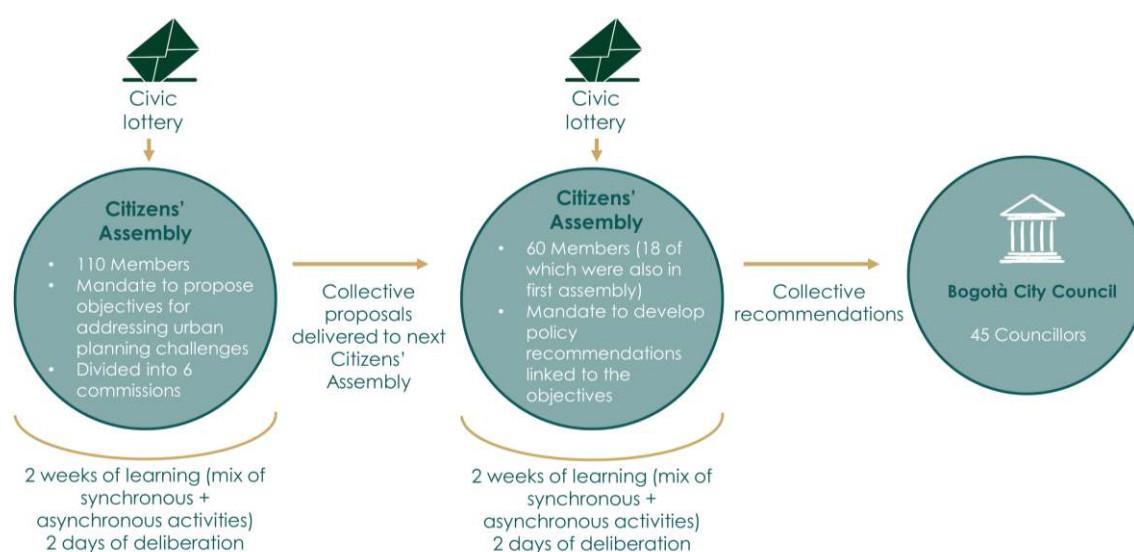 Civic
lottery
Citizens'
Assembly
• 110 Members
• Mandate to propose
objectives for
addressing urban
planning challenges
• Divided into 6
commissions
2 weeks of learning (mix of
synchronous +
asynchronous activities)
2 days of deliberation
Collective
proposals
delivered to next
Citizens'
Assembly
Civic
lottery
Citizens'
Assembly
• 60 Members (18 of
which were also in
first assembly)
• Mandate to develop
policy
recommendations
linked to the
objectives
2 weeks of learning (mix of
synchronous +
asynchronous activities)
2 days of deliberation
Collective
recommendations
Bogotà City Council
45 Councillors